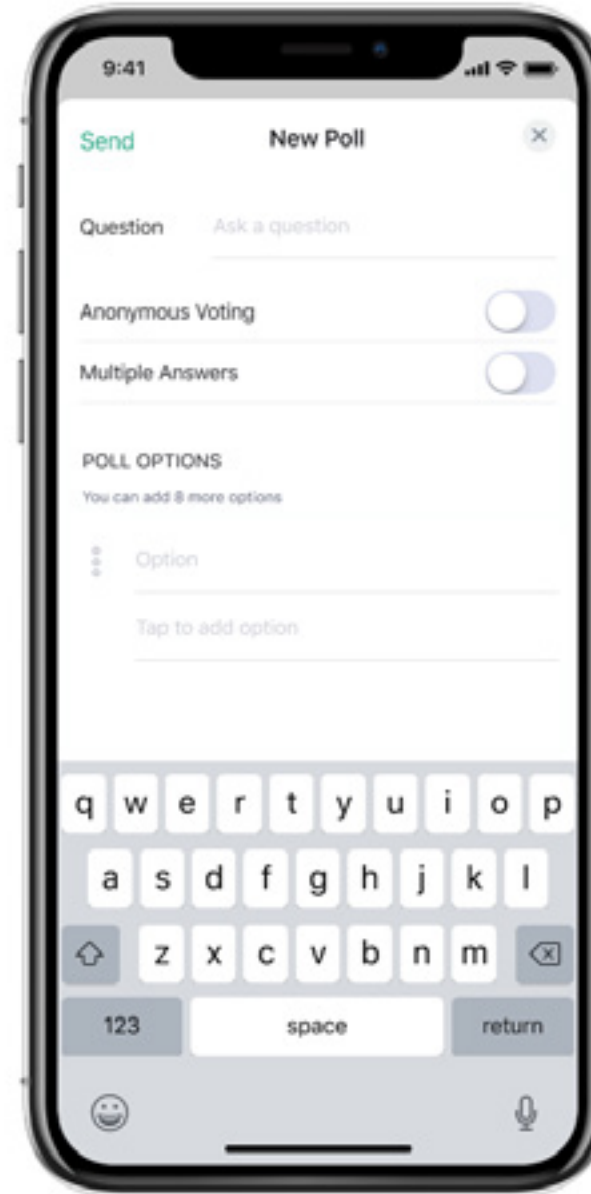 9:41
Send New Poll
Question Ask a question
Anonymous Voting
Multiple Answers
POLL OPTIONS
You can add 8 more options
Option
Tap to add option
q w e r t y u i o p
a s d f g h j k l
z x c v b n m
123 space return